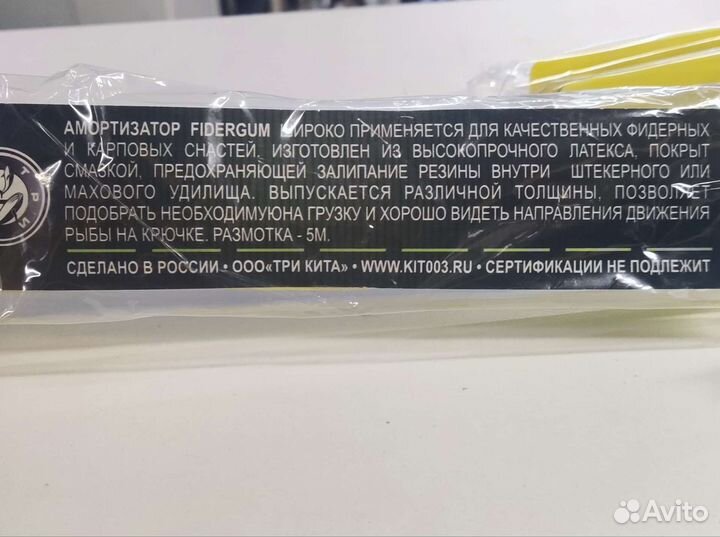 АМОРТИЗАТОР FIDERGUM ШИРОКО ПРИМЕНЯЕТСЯ ДЛЯ КАЧЕСТВЕННЫХ ФИДЕРНЫХ
И КАРПОВЫХ СНАСТЕЙ. ИЗГОТОВЛЕН ИЗ ВЫСОКОПРОЧНОГО ЛАТЕКСА. ПОКРЫТ
СМАЗКОЙ, ПРЕДОХРАНЯЮЩЕЙ ЗАЛИПАНИЕ РЕЗИНЫ ВНУТРИ ШТЕКЕРНОГО ИЛИ
МАХОВОГО УДИЛИЩА. ВЫПУСКАЕТСЯ РАЗЛИЧНОЙ ТОЛЩИНЫ, ПОЗВОЛЯЕТ
ПОДОБРАТЬ НЕОБХОДИМУЮНА ГРУЗКУ И ХОРОШО ВИДЕТЬ НАПРАВЛЕНИЯ ДВИЖЕНИЯ
РЫБЫ НА КРЮЧКЕ. РАЗМОТКА - 5М.
СДЕЛАНО В РОССИИ • ООО«ТРИ КИТА» • WWW.KIT003.RU • СЕРТИФИКАЦИИ НЕ ПОДЛЕЖИТ
ТРИ
Avito